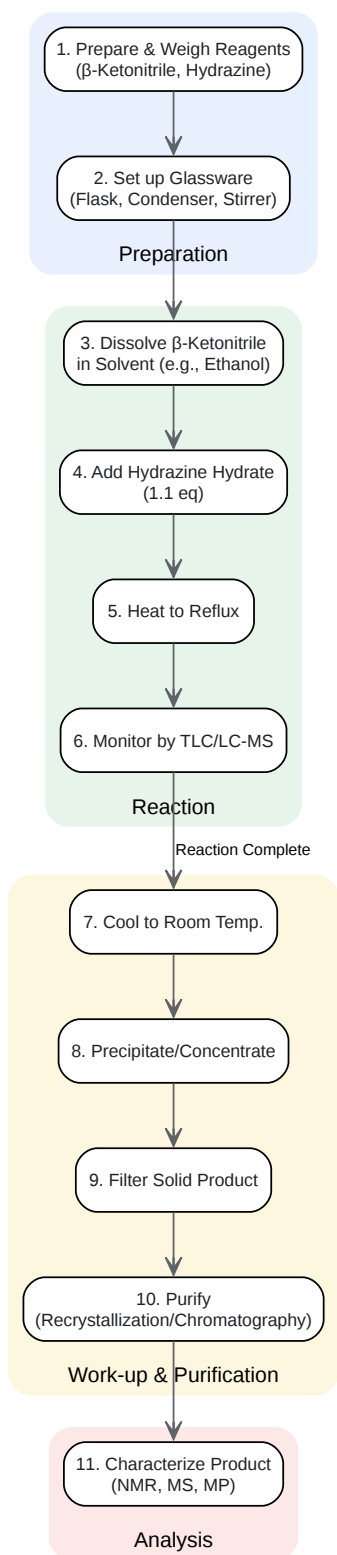 1. Prepare & Weigh Reagents
(β-Ketonitrile, Hydrazine)
2. Set up Glassware
(Flask, Condenser, Stirrer)
Preparation
3. Dissolve β-Ketonitrile
in Solvent (e.g., Ethanol)
4. Add Hydrazine Hydrate
(1.1 eq)
5. Heat to Reflux
6. Monitor by TLC/LC-MS
Reaction
Reaction Complete
7. Cool to Room Temp.
8. Precipitate/Concentrate
9. Filter Solid Product
10. Purify
(Recrystallization/Chromatography)
Work-up & Purification
11. Characterize Product
(NMR, MS, MP)
Analysis